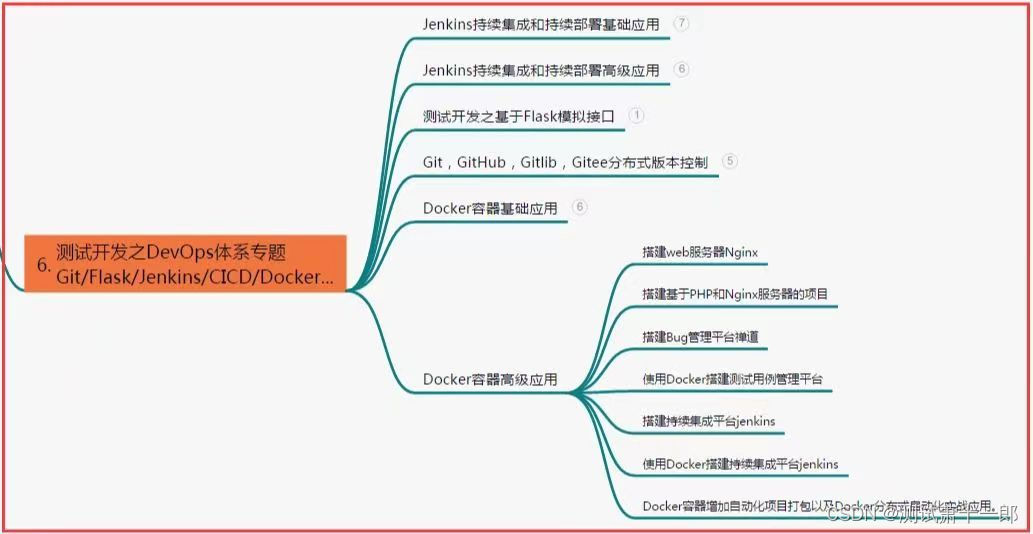 Jenkins持续集成和持续部署基础应用 7
Jenkins持续集成和持续部署高级应用 6
测试开发之基于Flask模拟接口 1
Git，GitHub，Gitlib，Gitee分布式版本控制 5
Docker容器基础应用 6
6. 测试开发之DevOps体系专题
Git/Flask/Jenkins/CICD/Docker...
Docker容器高级应用
搭建web服务器Nginx
搭建基于PHP和Nginx服务器的项目
搭建Bug管理平台禅道
使用Docker搭建测试用例管理平台
搭建持续集成平台jenkins
使用Docker搭建持续集成平台jenkins
Docker容器增加自动化项目打包以及Docker分布式自动化实战应用。
CSDN @测试萧十一郎